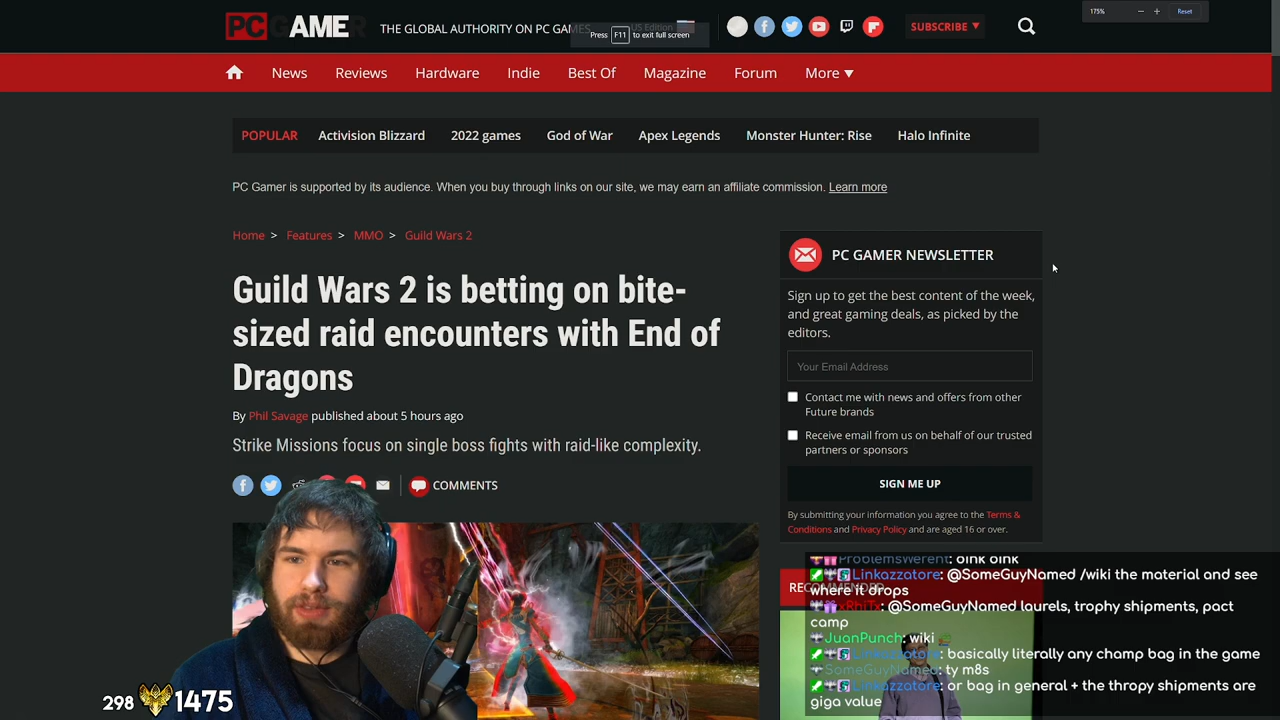 PC GAMER
THE GLOBAL AUTHORITY ON PC GAMES
US Edition
Press F11 to exit full screen
SUBSCRIBE ▼
175% − + Reset
News Reviews Hardware Indie Best Of Magazine Forum More ▼
POPULAR Activision Blizzard 2022 games God of War Apex Legends Monster Hunter: Rise Halo Infinite
PC Gamer is supported by its audience. When you buy through links on our site, we may earn an affiliate commission. Learn more
Home > Features > MMO > Guild Wars 2
Guild Wars 2 is betting on bite-
sized raid encounters with End of
Dragons
By Phil Savage published about 5 hours ago
Strike Missions focus on single boss fights with raid-like complexity.
COMMENTS
PC GAMER NEWSLETTER
Sign up to get the best content of the week,
and great gaming deals, as picked by the
editors.
Your Email Address
Contact me with news and offers from other
Future brands
Receive email from us on behalf of our trusted
partners or sponsors
SIGN ME UP
By submitting your information you agree to the Terms &
Conditions and Privacy Policy and are aged 16 or over.
ProblemsWerent: oink oink
Linkazzatore: @SomeGuyNamed /wiki the material and see
where it drops
xRhiTx: @SomeGuyNamed laurels, trophy shipments, pact
camp
JuanPunch: wiki
Linkazzatore: basically literally any champ bag in the game
SomeGuyNamed: ty m8s
Linkazzatore: or bag in general + the thropy shipments are
giga value
298 1475